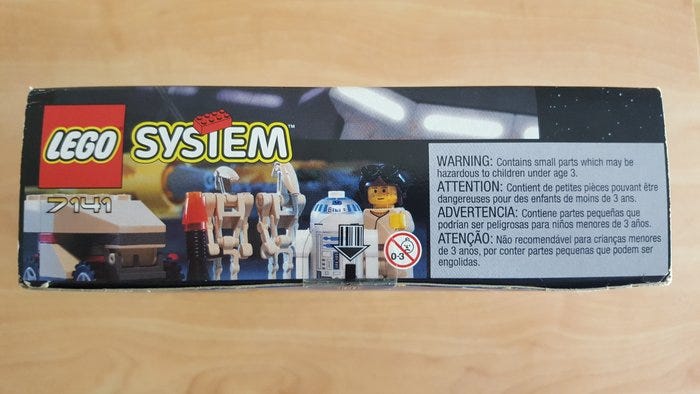 LEGO SYSTEM™
7141
WARNING: Contains small parts which may be
hazardous to children under age 3.
ATTENTION: Contient de petites pièces pouvant être
dangereuses pour des enfants de moins de 3 ans.
ADVERTENCIA: Contiene partes pequeñas que
podrían ser peligrosas para niños menores de 3 años.
ATENÇÃO: Não recomendável para crianças menores
de 3 anos, por conter partes pequenas que podem ser
engolidas.
0-3